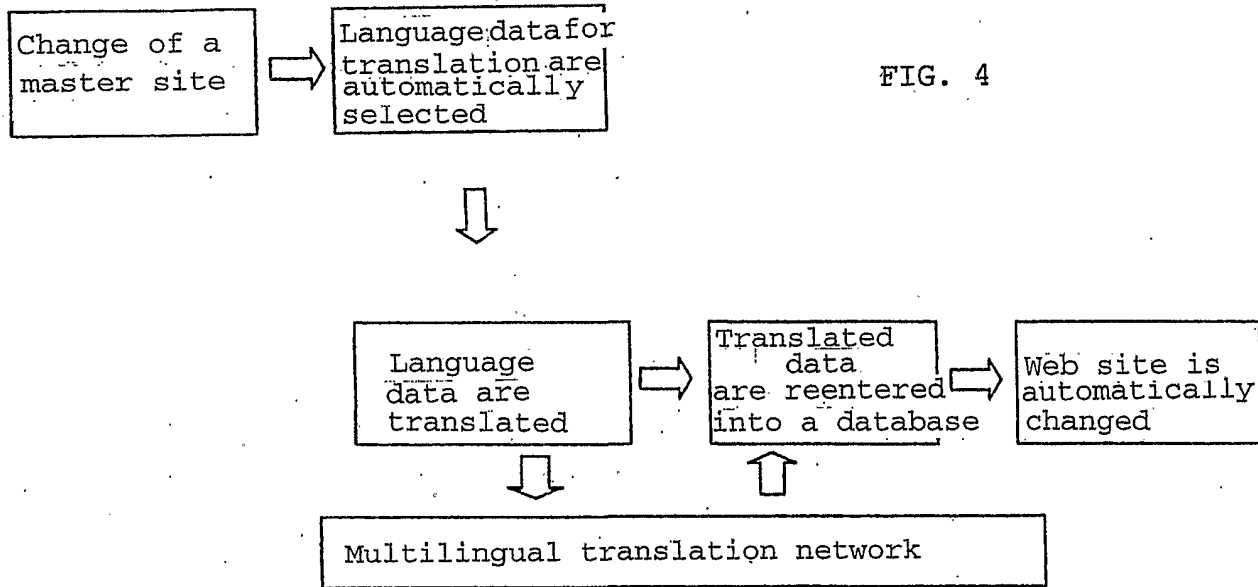 Change of a
master site
Language data for
translation are
automatically
selected
FIG. 4
Language
data are
translated
Translated
data
are reentered
into a database
Web site is
automatically
changed
Multilingual translation network